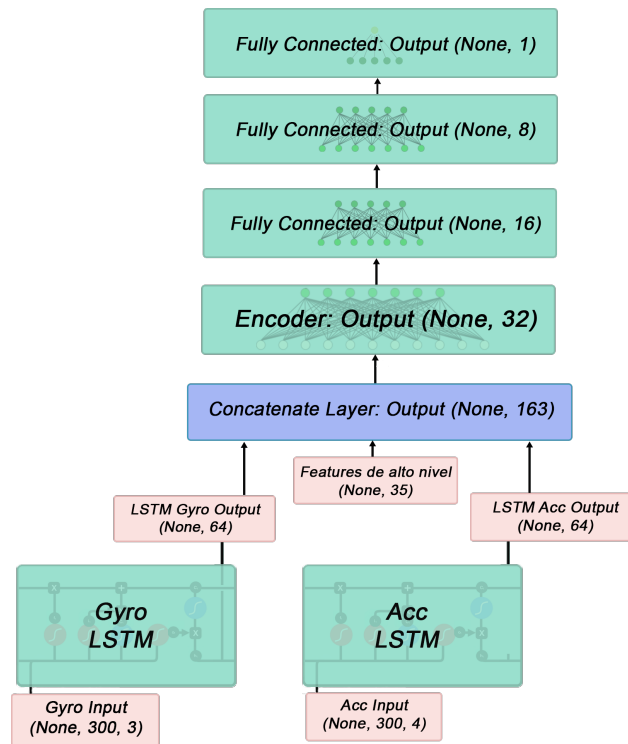 Fully Connected: Output (None, 1)
Fully Connected: Output (None, 8)
Fully Connected: Output (None, 16)
Encoder: Output (None, 32)
Concatenate Layer: Output (None, 163)
Features de alto nivel
(None, 35)
LSTM Gyro Output
(None, 64)
LSTM Acc Output
(None, 64)
Gyro
LSTM
Acc
LSTM
Gyro Input
(None, 300, 3)
Acc Input
(None, 300, 4)